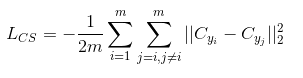 $L_{CS} = -\frac{1}{2m} \sum_{i=1}^{m} \sum_{j=i,j\neq i}^{m} ||C_{y_i} - C_{y_j}||_2^2$